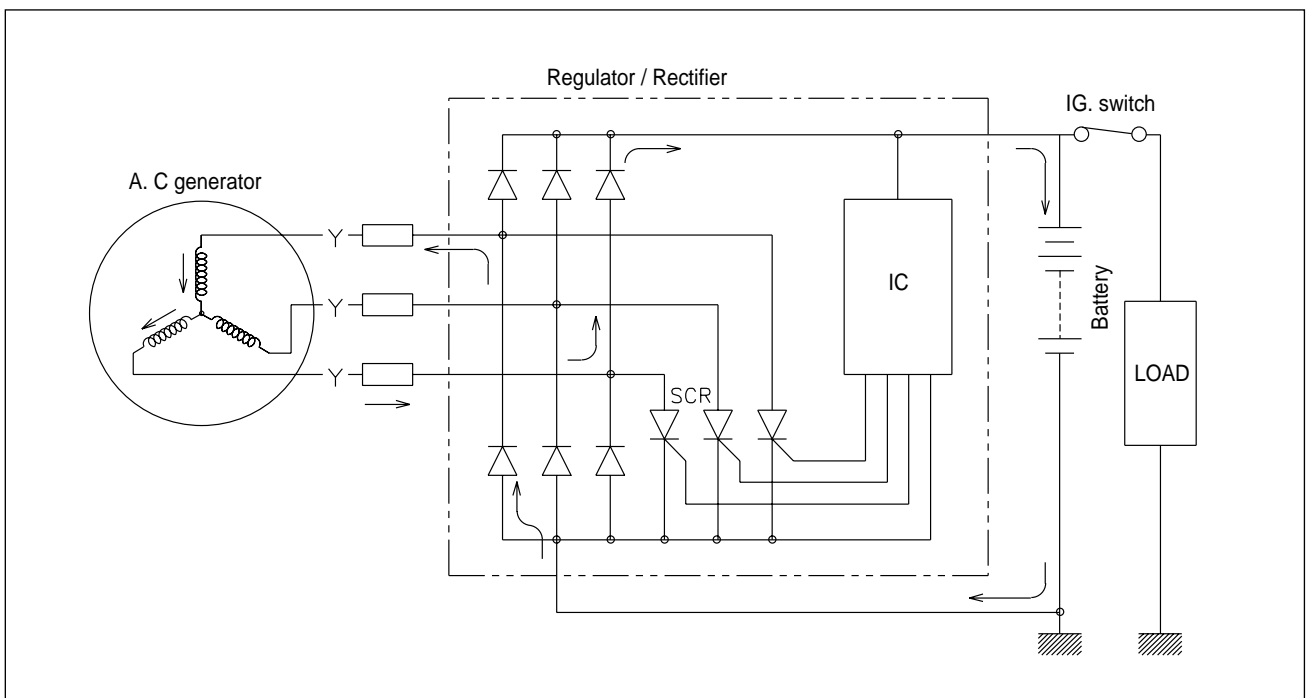 Regulator / Rectifier
IG. switch
A. C generator
Y
Y
IC
Battery
Y
LOAD
SCR